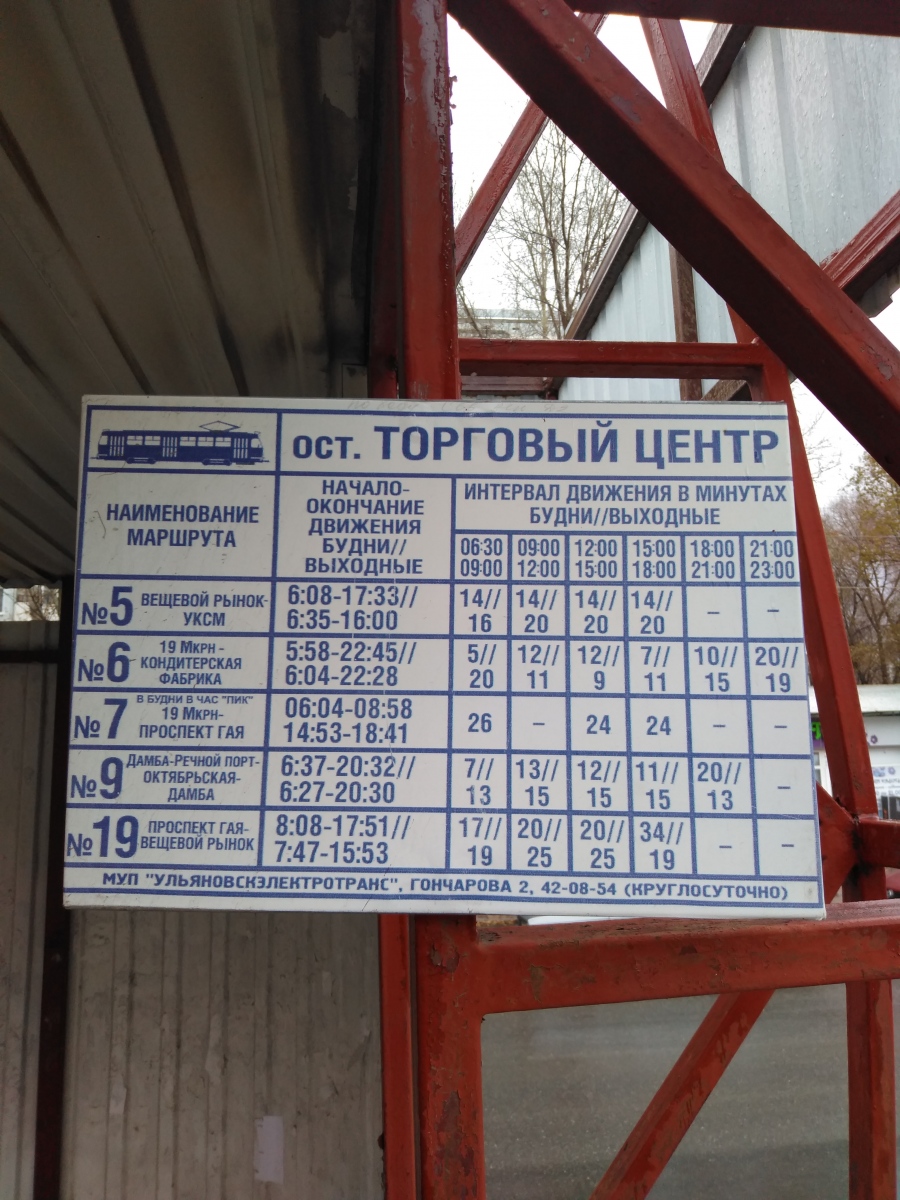 ост. ТОРГОВЫЙ ЦЕНТР
НАИМЕНОВАНИЕ
МАРШРУТА
НАЧАЛО-
ОКОНЧАНИЕ
ДВИЖЕНИЯ
БУДНИ//
ВЫХОДНЫЕ
ИНТЕРВАЛ ДВИЖЕНИЯ В МИНУТАХ
БУДНИ//ВЫХОДНЫЕ
06:30 09:00 12:00 15:00 18:00 21:00
09:00 12:00 15:00 18:00 21:00 23:00
№5 ВЕЩЕВОЙ РЫНОК- 6:08-17:33// 14// 14// 14// 14// – –
УКСМ 6:35-16:00 16 20 20 20
№6 19 Мкрн - 5:58-22:45// 5// 12// 12// 7// 10// 20//
КОНДИТЕРСКАЯ
ФАБРИКА 6:04-22:28 20 11 9 11 15 19
№7 В БУДНИ В ЧАС "ПИК" 06:04-08:58 26 – 24 24 – –
19 Мкрн-
ПРОСПЕКТ ГАЯ 14:53-18:41
№9 ДАМБА-РЕЧНОЙ ПОРТ- 6:37-20:32// 7// 13// 12// 11// 20// –
ОКТЯБРЬСКАЯ-
ДАМБА 6:27-20:30 13 15 15 15 13
№19 ПРОСПЕКТ ГАЯ- 8:08-17:51// 17// 20// 20// 34// – –
ВЕЩЕВОЙ РЫНОК 7:47-15:53 19 25 25 19
МУП "УЛЬЯНОВСКЭЛЕКТРОТРАНС", ГОНЧАРОВА 2, 42-08-54 (КРУГЛОСУТОЧНО)